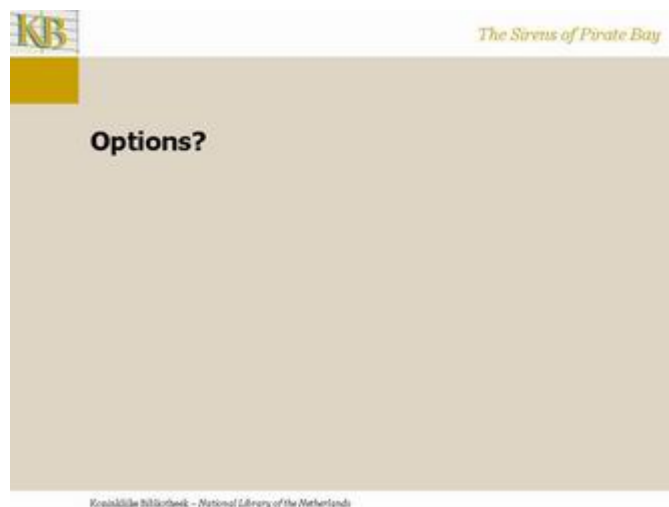 KB
The Sirens of Pirate Bay
Options?
Koninklijke Bibliotheek – National Library of the Netherlands